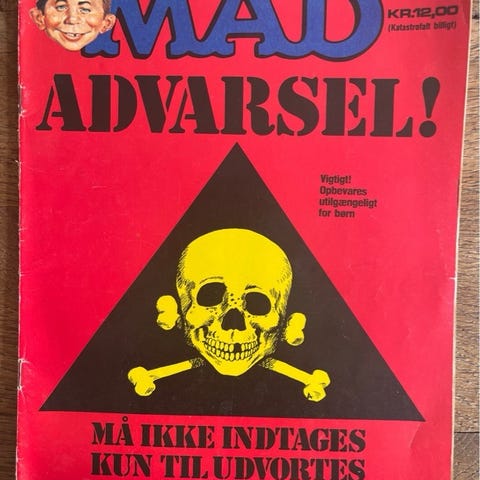 MAD
KR.12,00
(Katastrofalt billigt)
ADVARSEL!
Vigtigt!
Opbevares
utilgængeligt
for børn
MÅ IKKE INDTAGES
KUN TIL UDVORTES